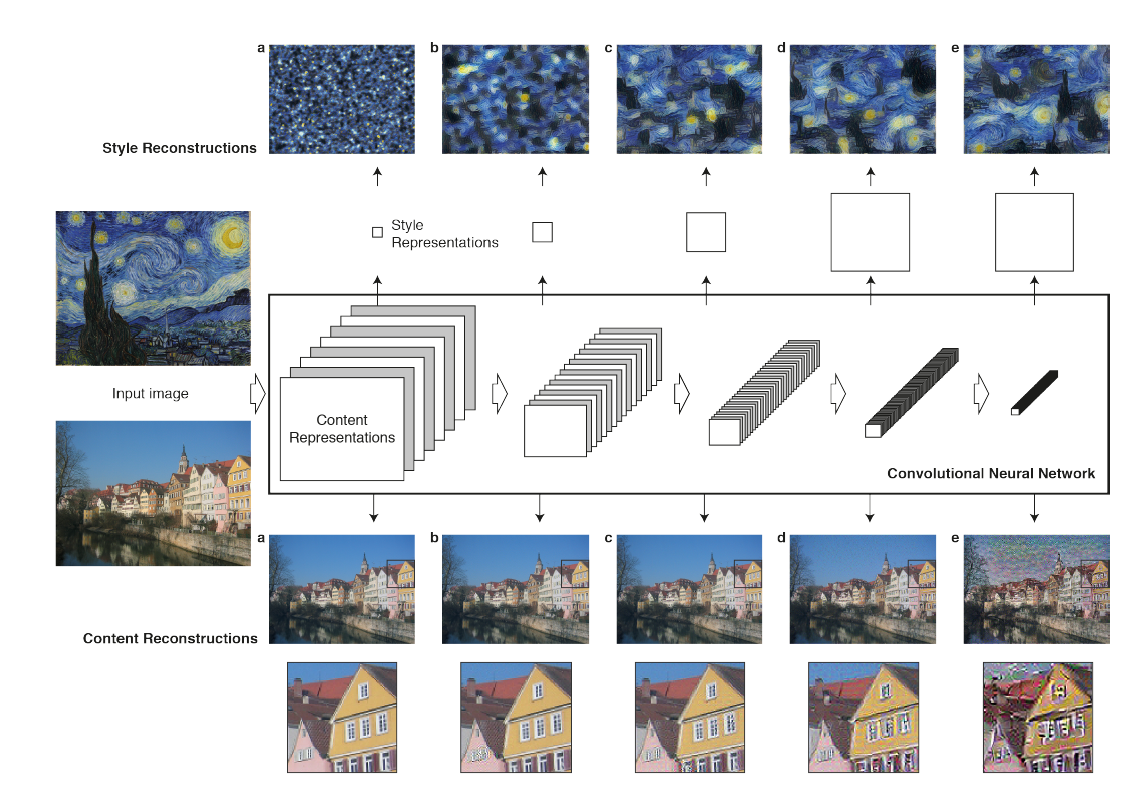 a b c d e
Style Reconstructions
Style
Representations
Input image
Content
Representations
Convolutional Neural Network
a b c d e
Content Reconstructions